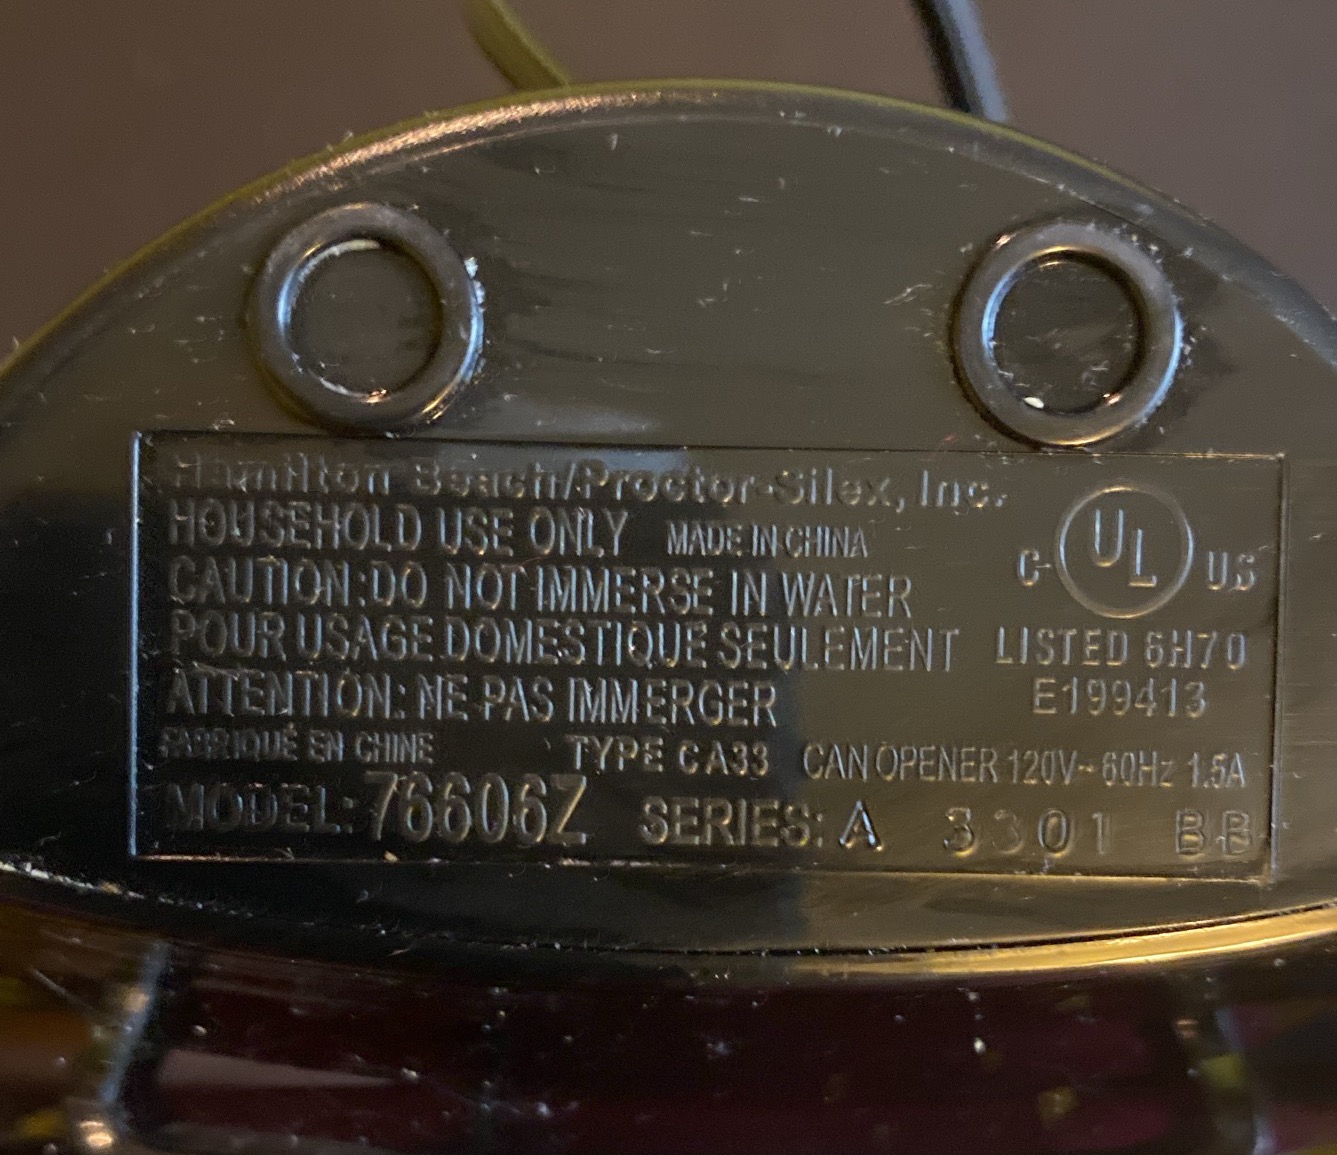 Hamilton Beach/Proctor-Silex, Inc.
HOUSEHOLD USE ONLY MADE IN CHINA
CAUTION:DO NOT IMMERSE IN WATER
POUR USAGE DOMESTIQUE SEULEMENT
ATTENTION: NE PAS IMMERGER
FABRIQUÉ EN CHINE TYPE CA33 CAN OPENER 120V~60Hz 1.5A
MODEL: 76606Z SERIES: A 3301 BB
C- UL US
LISTED 6H70
E199413